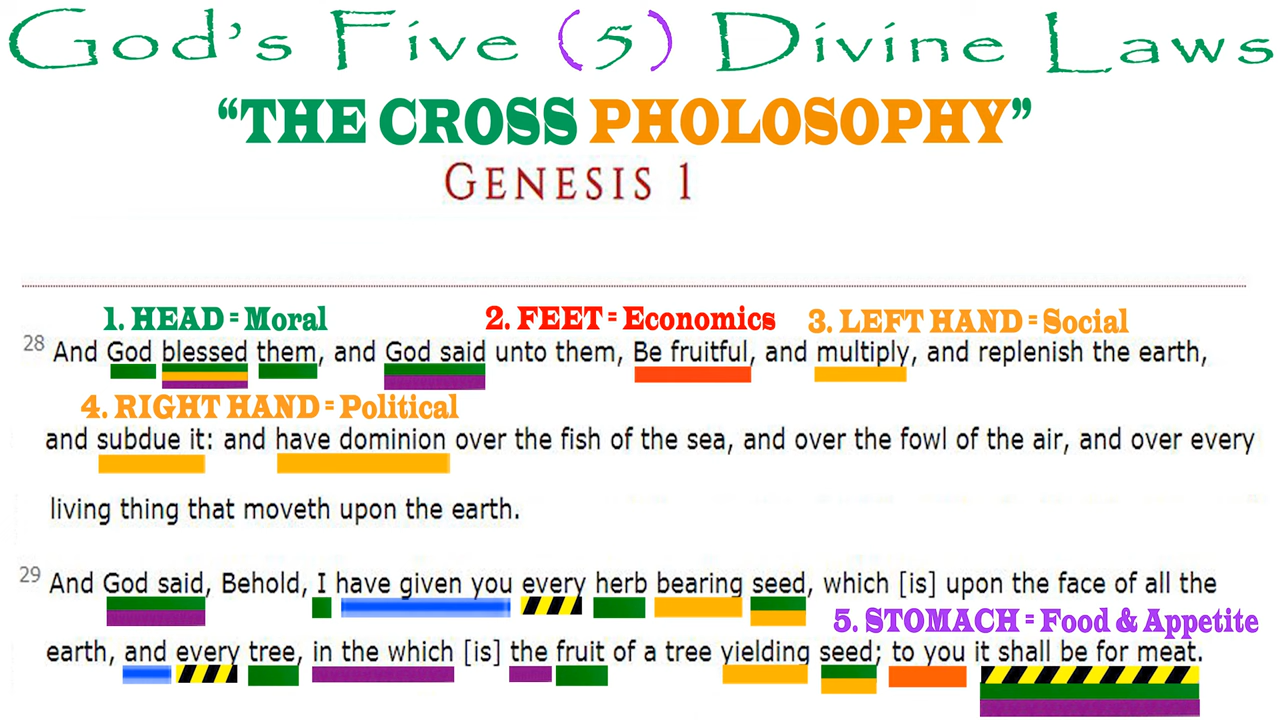 God's Five (5) Divine Laws
“THE CROSS PHOLOSOPHY”
GENESIS 1
1. HEAD = Moral 2. FEET = Economics 3. LEFT HAND = Social
28 And God blessed them, and God said unto them, Be fruitful, and multiply, and replenish the earth,
4. RIGHT HAND = Political
and subdue it: and have dominion over the fish of the sea, and over the fowl of the air, and over every
living thing that moveth upon the earth.
29 And God said, Behold, I have given you every herb bearing seed, which [is] upon the face of all the
5. STOMACH = Food & Appetite
earth, and every tree, in the which [is] the fruit of a tree yielding seed; to you it shall be for meat.